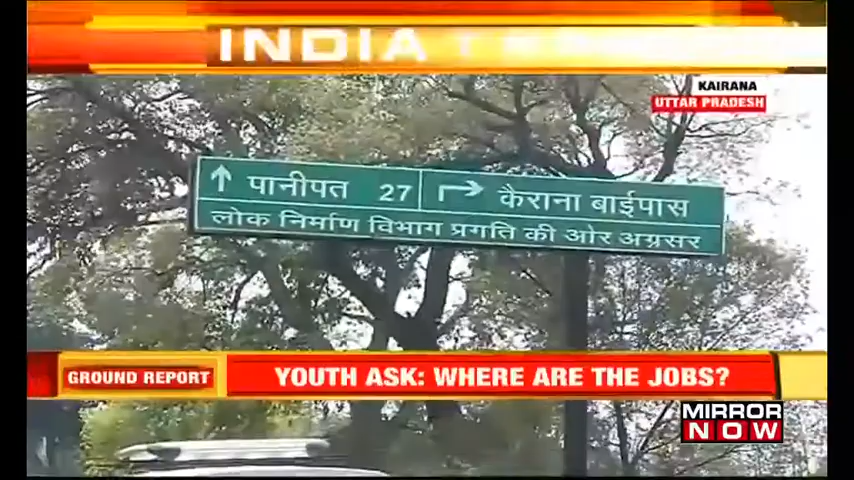 INDIA
KAIRANA
UTTAR PRADESH
↑ पानीपत 27
कैराना बाईपास
लोक निर्माण विभाग प्रगति की ओर अग्रसर
GROUND REPORT
YOUTH ASK: WHERE ARE THE JOBS?
MIRROR
NOW